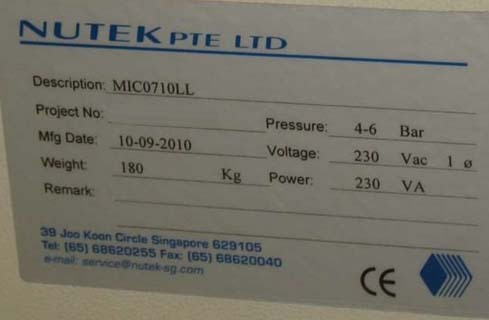 NUTEK PTE LTD
Description: MIC0710LL
Project No:
Pressure: 4-6 Bar
Mfg Date: 10-09-2010
Voltage: 230 Vac 1 ø
Weight: 180 Kg
Power: 230 VA
Remark:
39 Joo Koon Circle Singapore 629105
Tel: (65) 68620255 Fax: (65) 68620040
e-mail: service@nutek-sg.com
CE